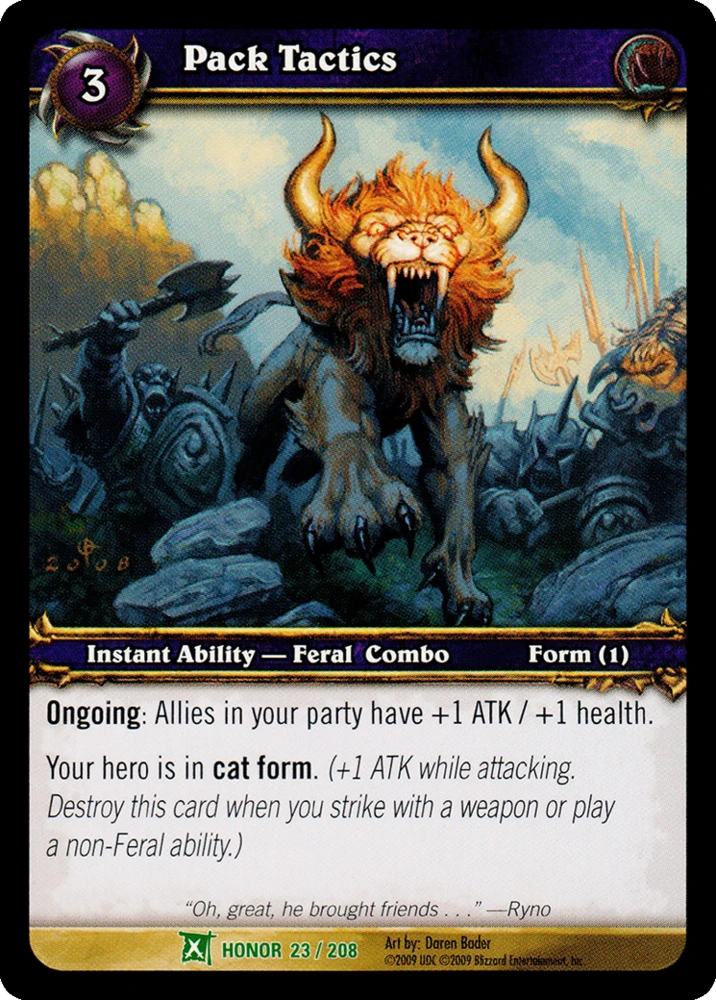 3
Pack Tactics
2008
Instant Ability — Feral Combo Form (1)
Ongoing: Allies in your party have +1 ATK / +1 health.
Your hero is in cat form. (+1 ATK while attacking.
Destroy this card when you strike with a weapon or play
a non-Feral ability.)
“Oh, great, he brought friends . . .” —Ryno
HONOR 23 / 208
Art by: Daren Bader
©2009 UDC ©2009 Blizzard Entertainment, Inc.